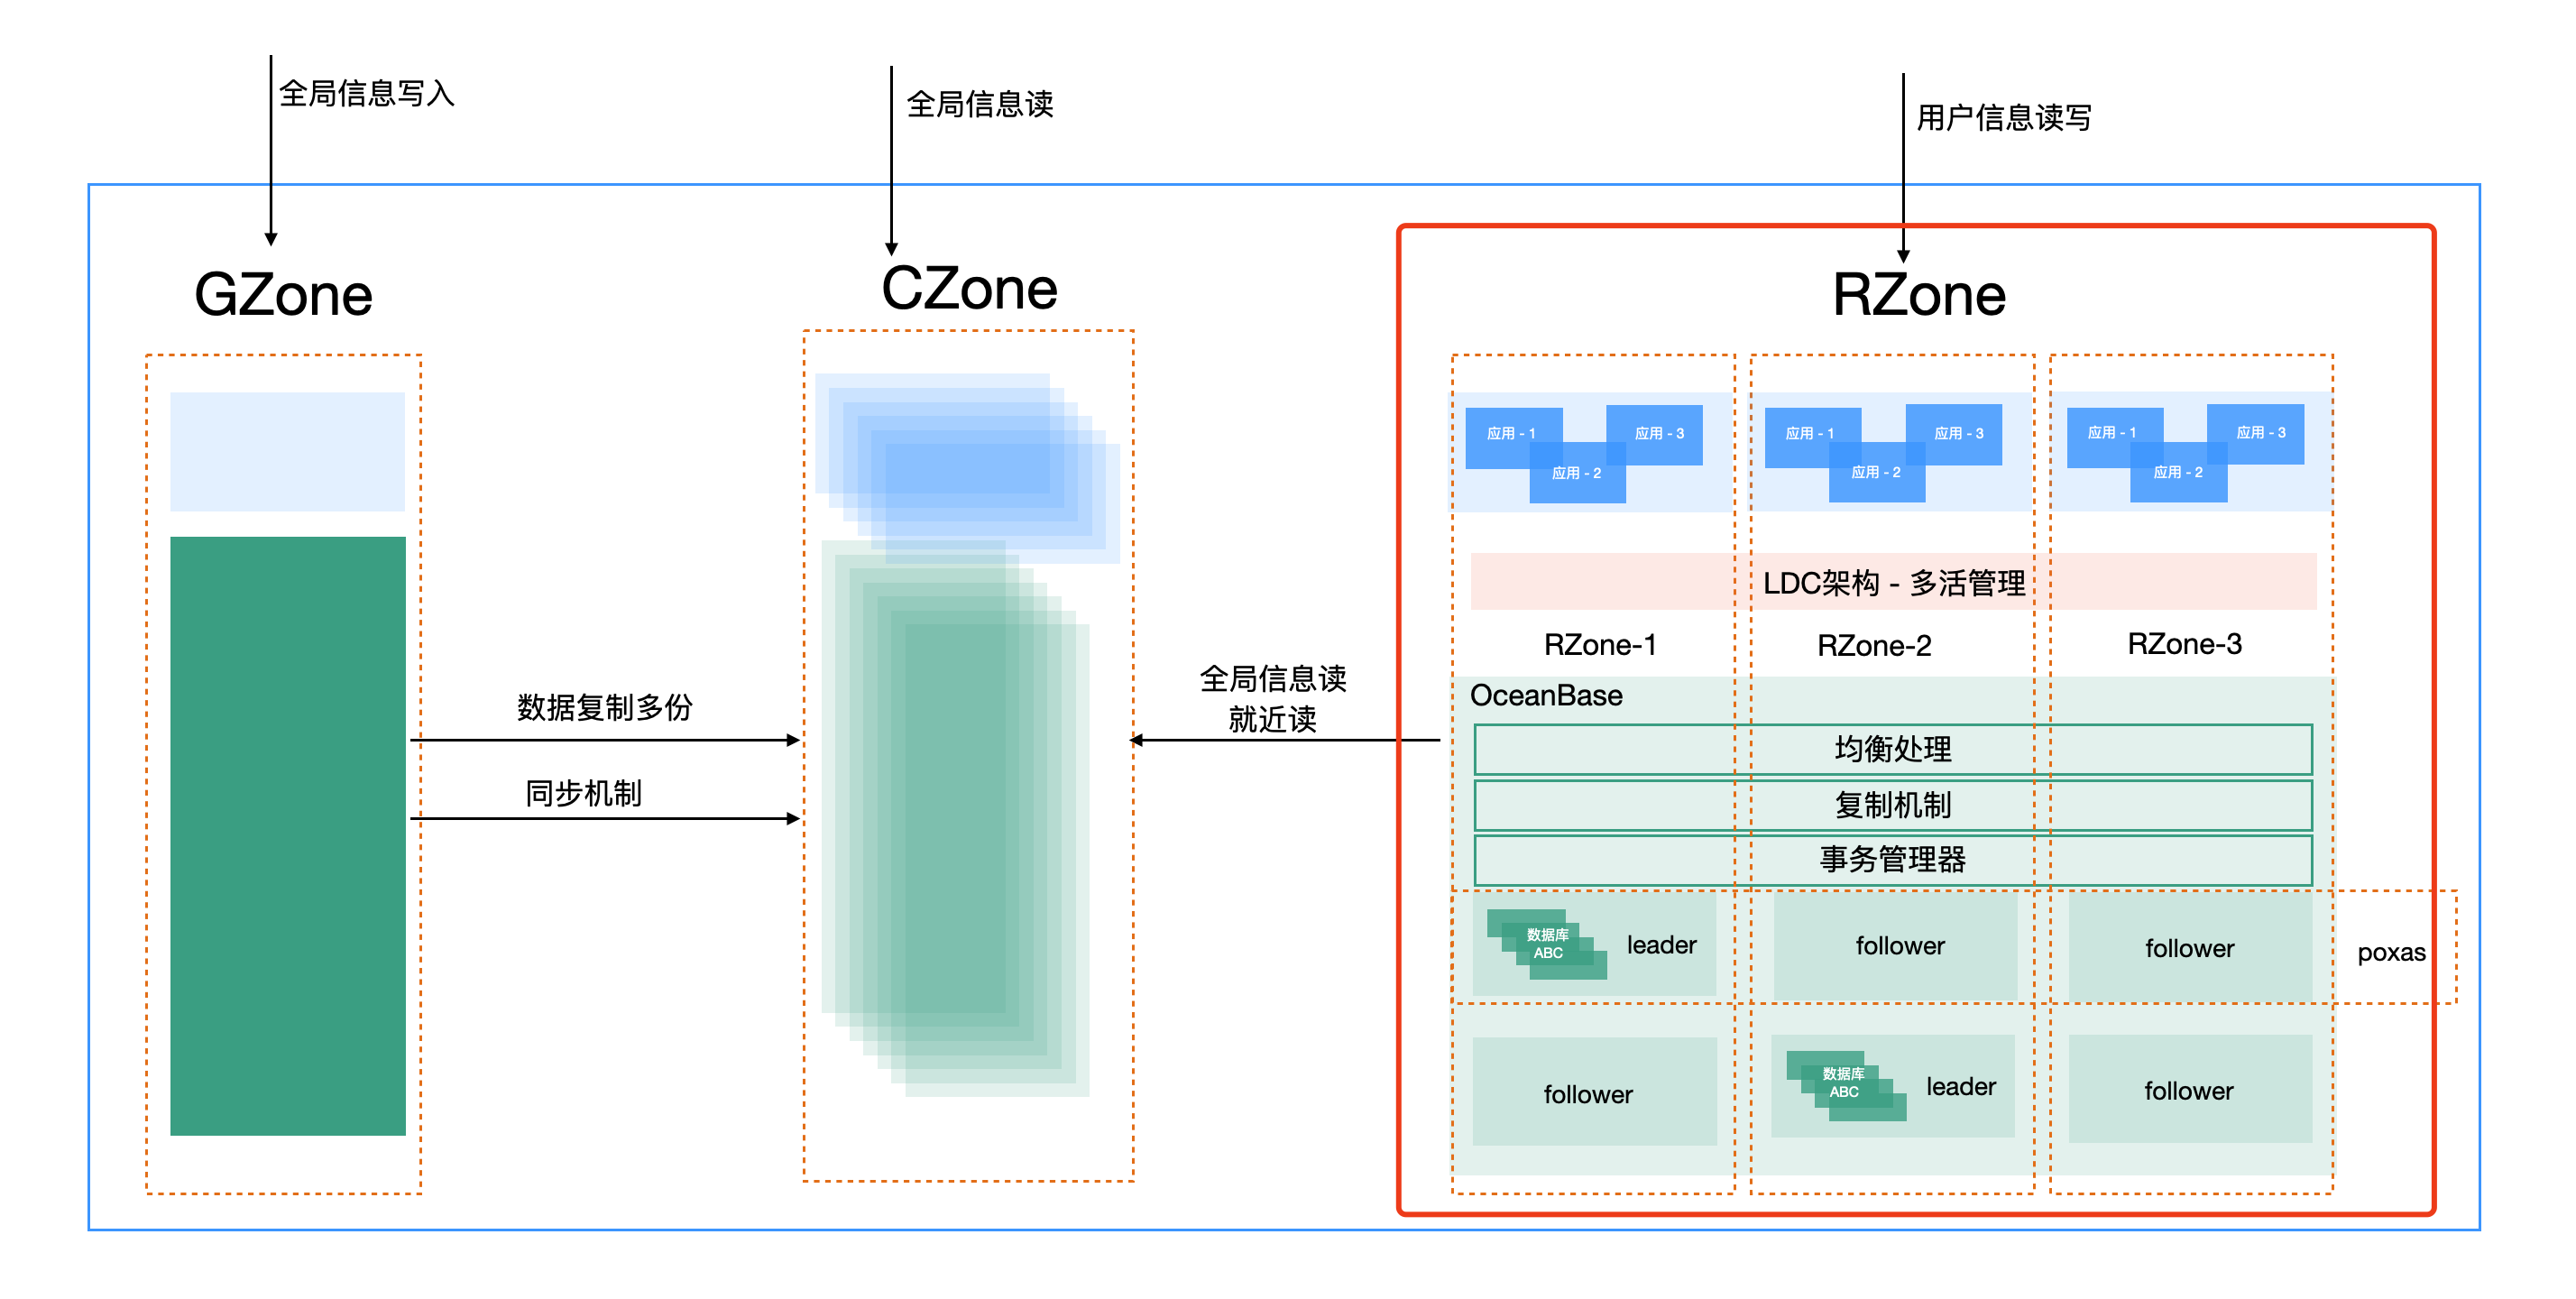 全局信息写入
全局信息读
用户信息读写
GZone
CZone
RZone
应用 - 1
应用 - 3
应用 - 2
应用 - 1
应用 - 3
应用 - 2
应用 - 1
应用 - 3
应用 - 2
LDC架构 - 多活管理
RZone-1
RZone-2
RZone-3
数据复制多份
同步机制
全局信息读
就近读
OceanBase
均衡处理
复制机制
事务管理器
数据库
ABC
leader
follower
follower
poxas
follower
数据库
ABC
leader
follower